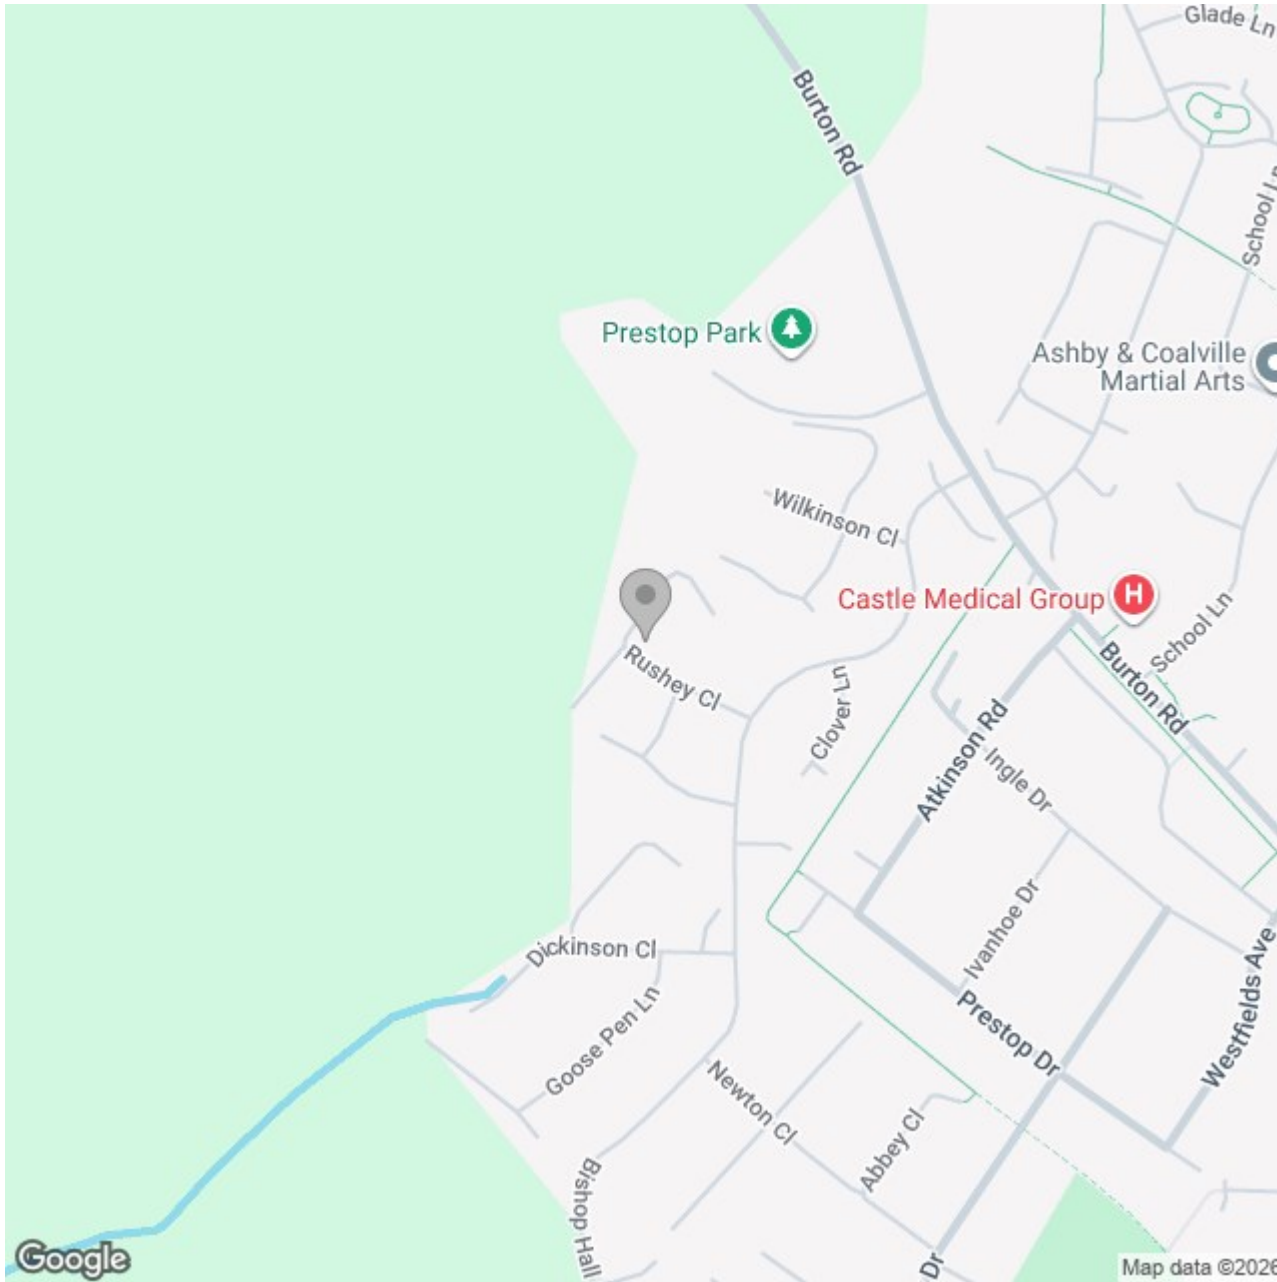 Glade Ln
Burton Rd
School Ln
Prestop Park
Ashby & Coalville
Martial Arts
Wilkinson Cl
Castle Medical Group
H
School Ln
Burton Rd
Rushey Cl
Clover Ln
Atkinson Rd
Ingle Dr
Ivanhoe Dr
Dickinson Cl
Westfields Ave
Goose Pen Ln
Prestop Dr
Newton Cl
Abbey Cl
Bishop Hall
Dr
Google
Map data ©2026